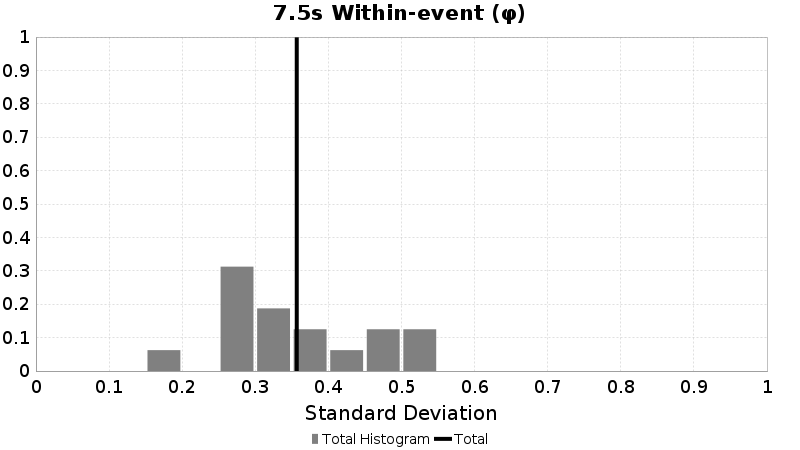 7.5s Within-event (φ)
1
0.9
0.8
0.7
0.6
0.5
0.4
0.3
0.2
0.1
0
0 0.1 0.2 0.3 0.4 0.5 0.6 0.7 0.8 0.9 1
Standard Deviation
Total Histogram Total